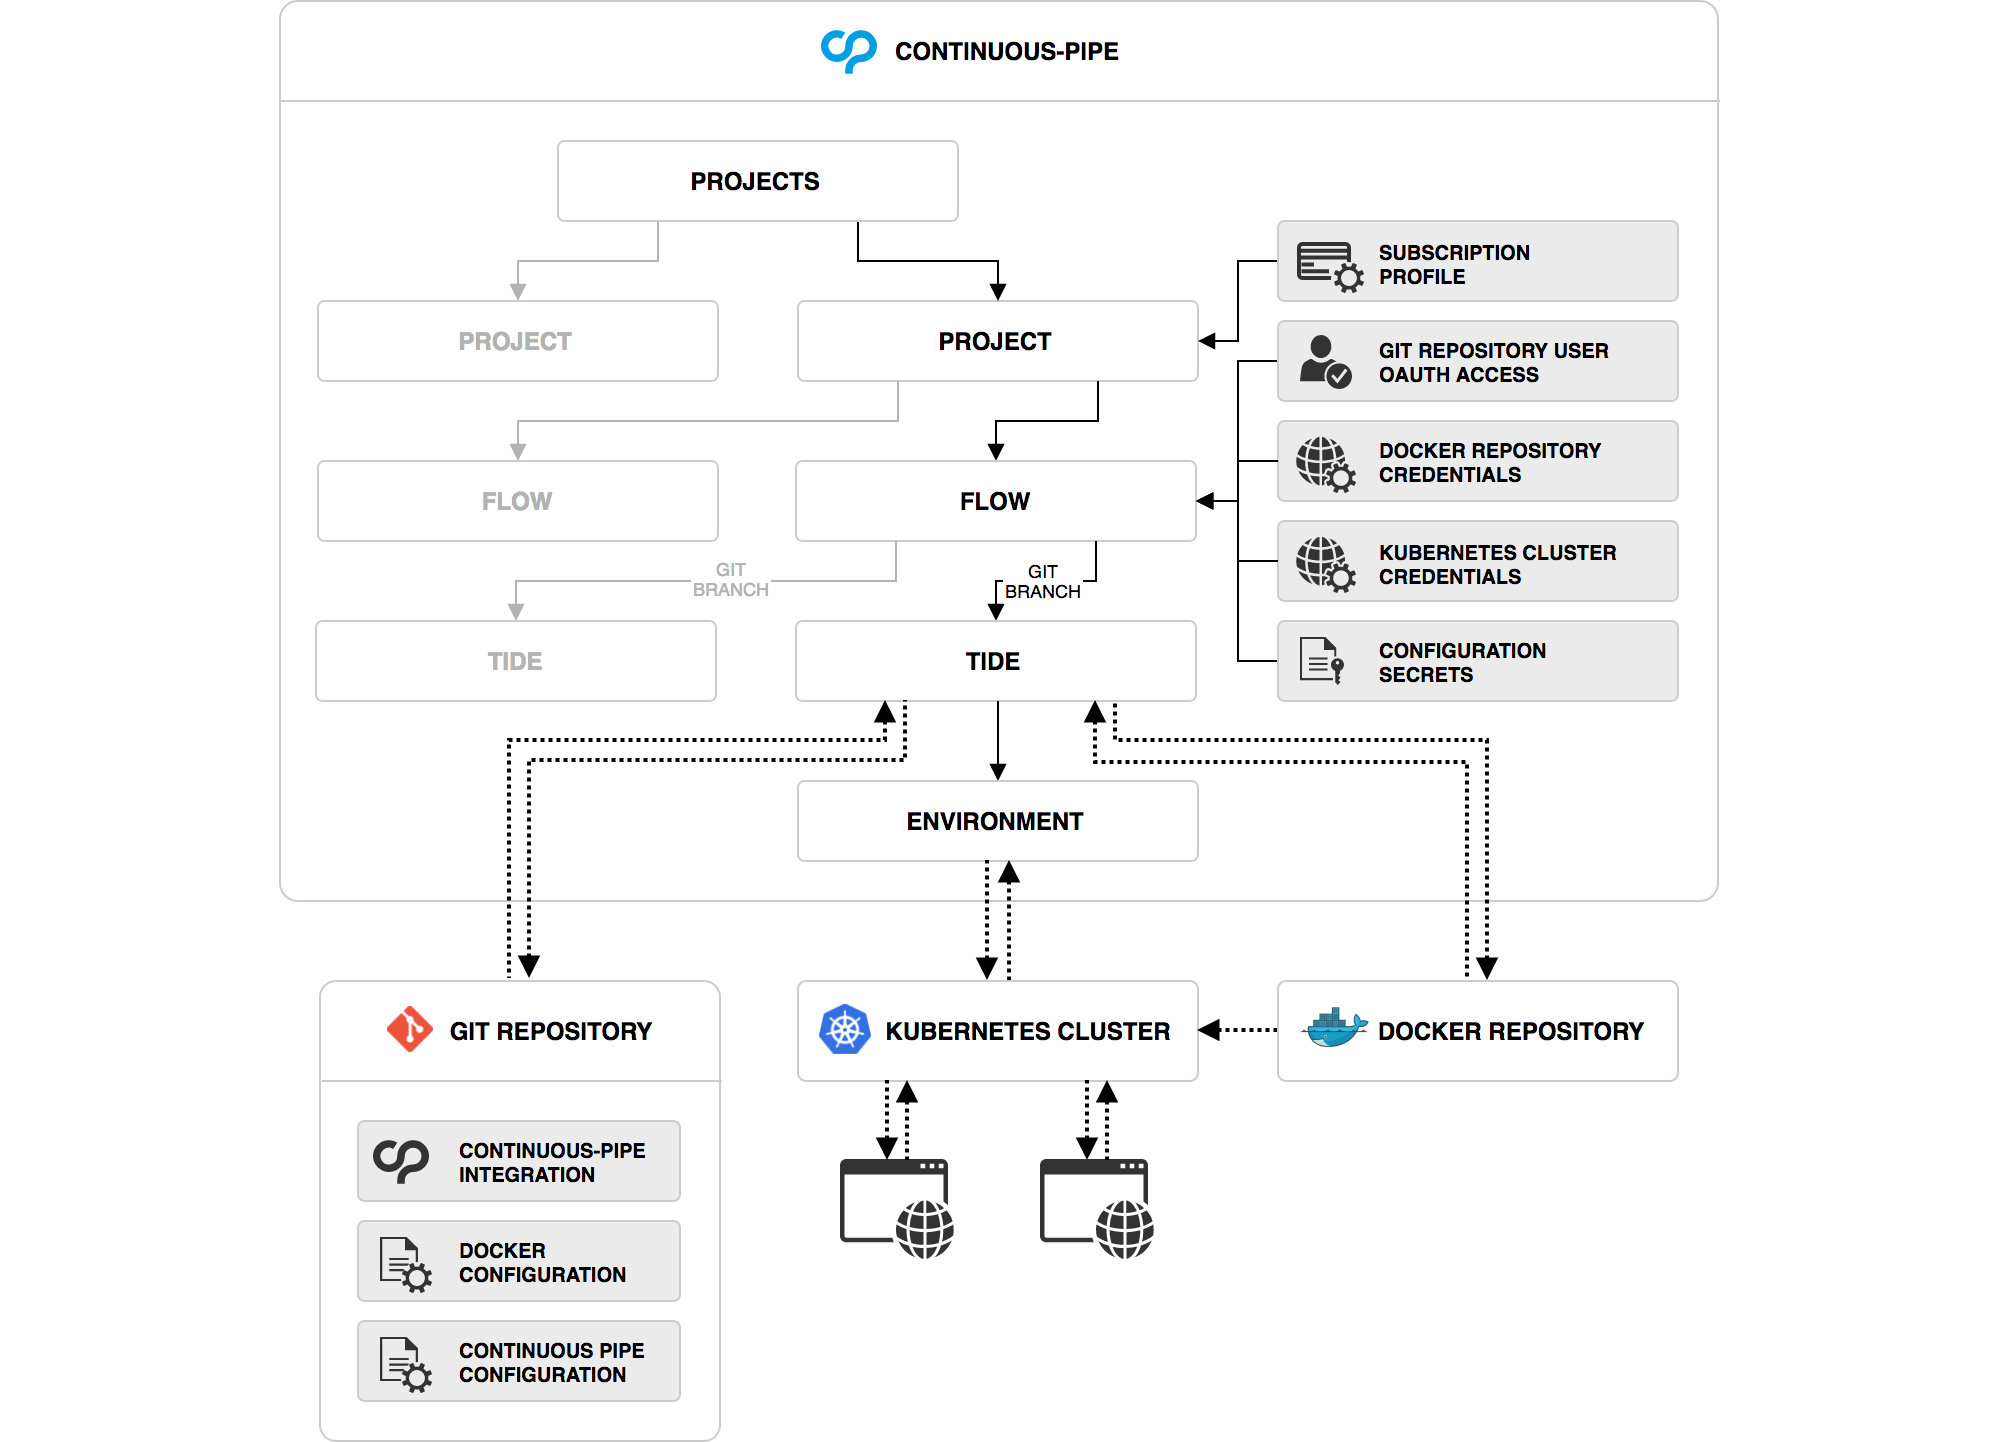 CONTINUOUS-PIPE
PROJECTS
SUBSCRIPTION
PROFILE
PROJECT
PROJECT
GIT REPOSITORY USER
OAUTH ACCESS
DOCKER REPOSITORY
CREDENTIALS
FLOW
FLOW
KUBERNETES CLUSTER
CREDENTIALS
GIT
BRANCH
GIT
BRANCH
TIDE
TIDE
CONFIGURATION
SECRETS
ENVIRONMENT
GIT REPOSITORY
KUBERNETES CLUSTER
DOCKER REPOSITORY
CONTINUOUS-PIPE
INTEGRATION
DOCKER
CONFIGURATION
CONTINUOUS PIPE
CONFIGURATION